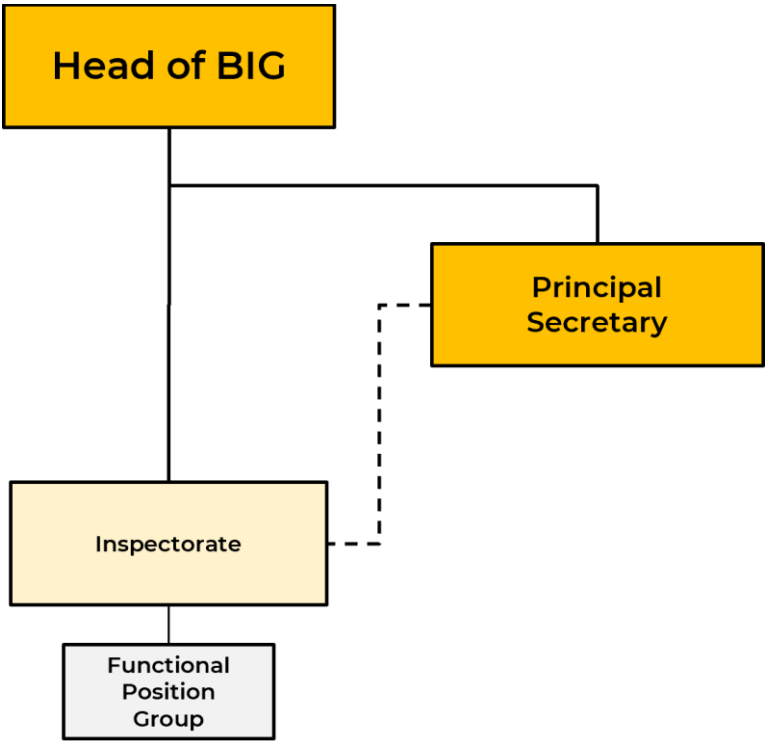 Head of BIG
Principal
Secretary
Inspectorate
Functional
Position
Group